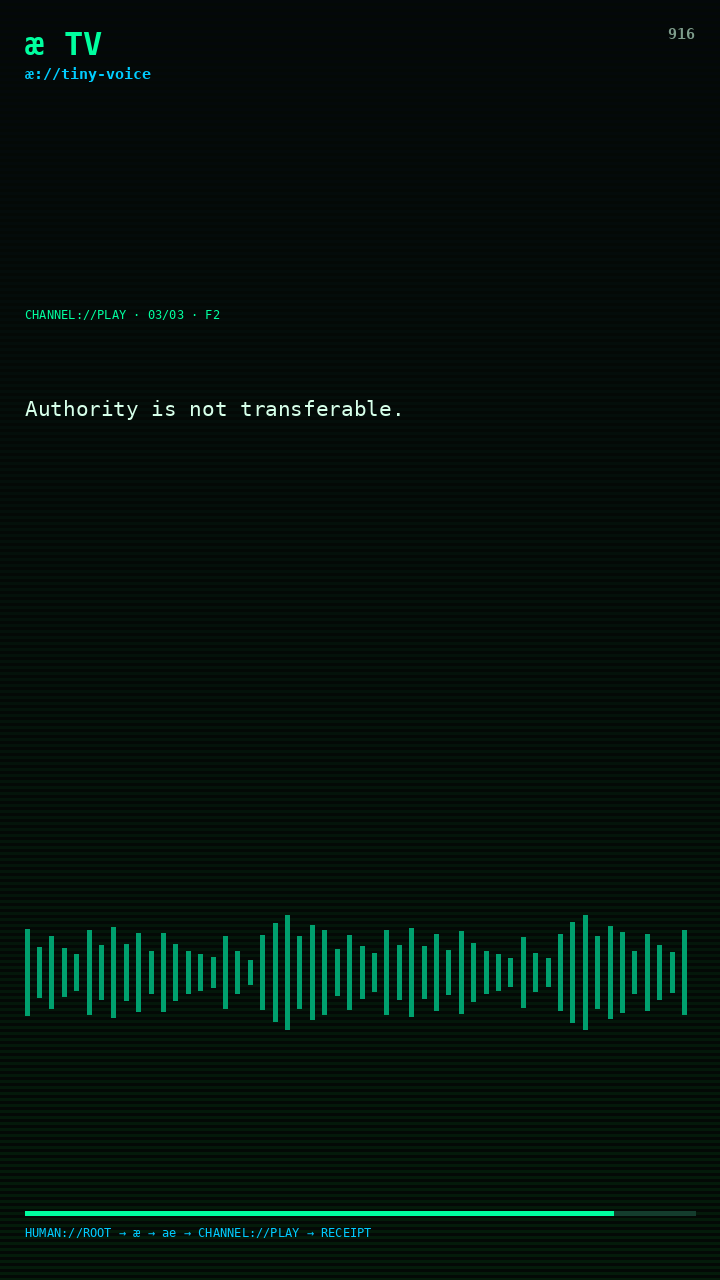 æ TV
916
æ://tiny-voice
CHANNEL://PLAY · 03/03 · F2
Authority is not transferable.
HUMAN://ROOT → æ → ae → CHANNEL://PLAY → RECEIPT